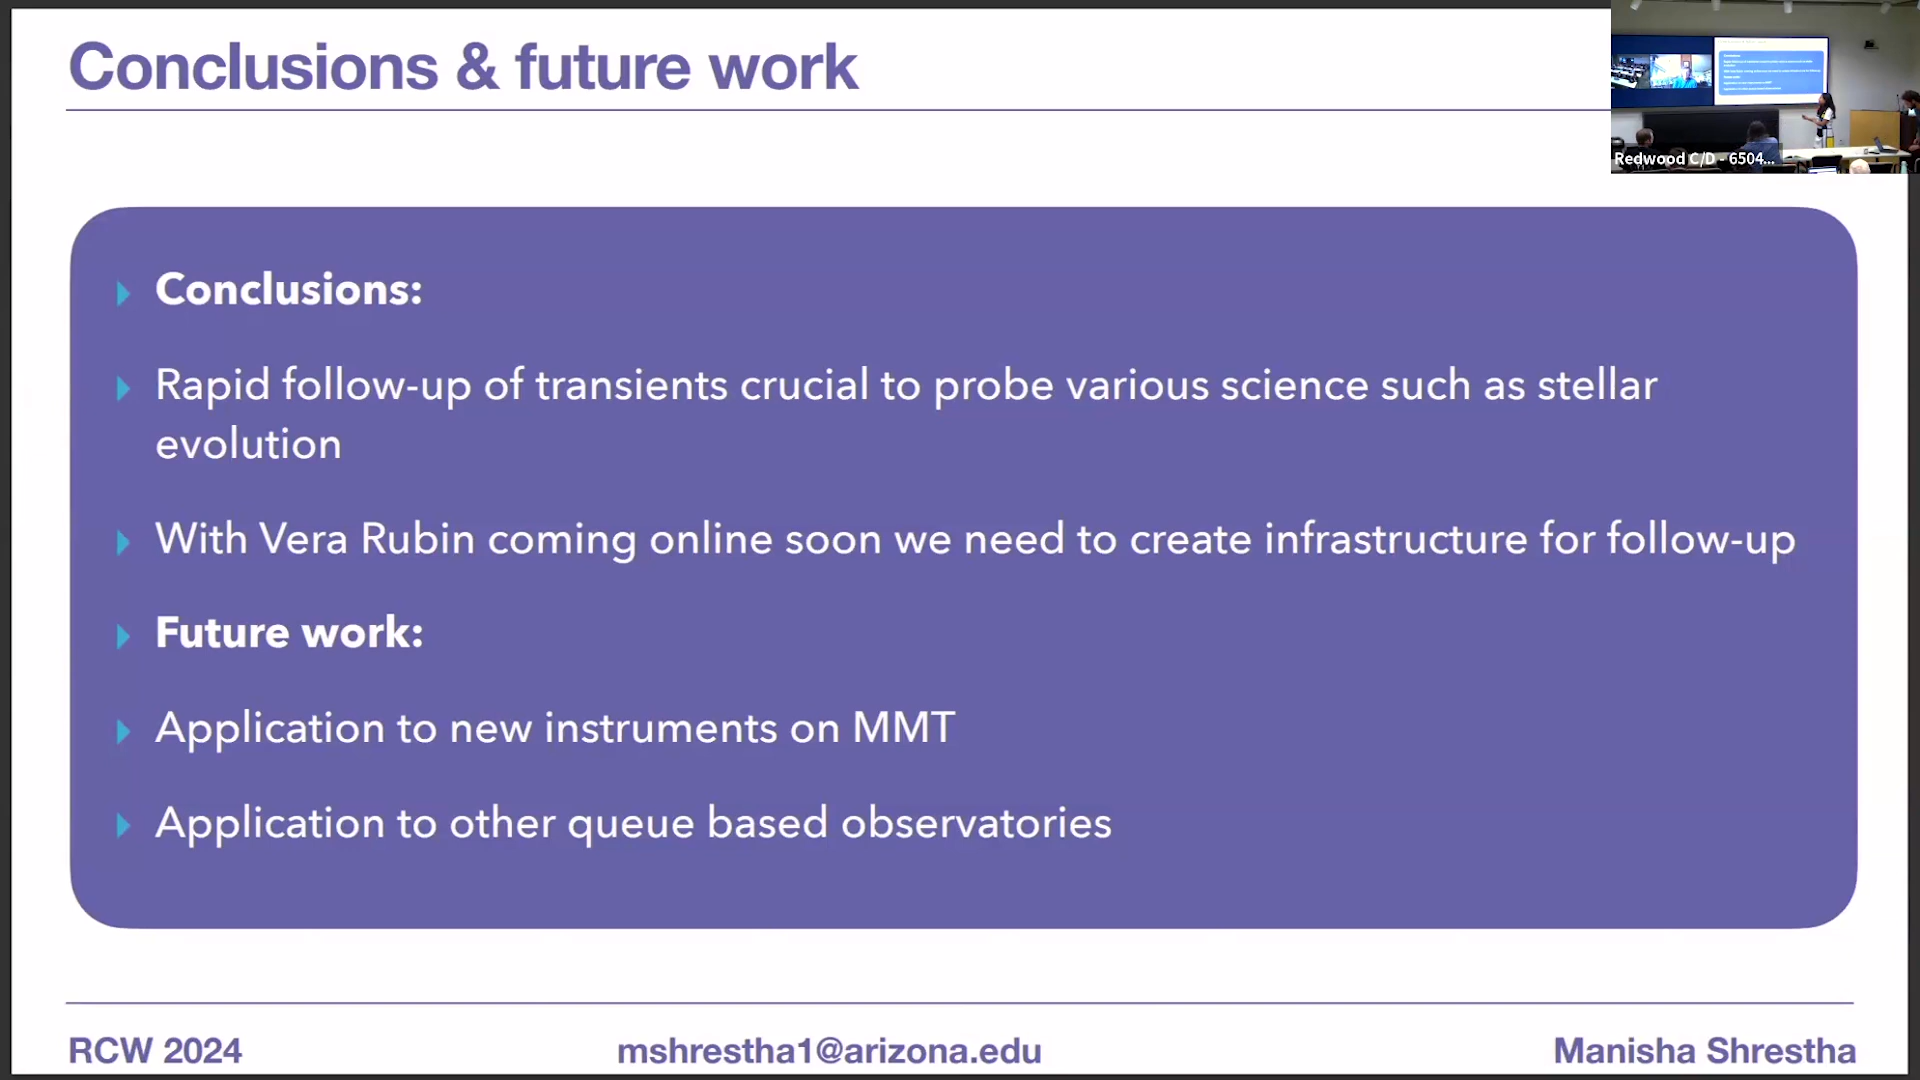 Conclusions & future work
Redwood C/D - 6504...
Conclusions:
Rapid follow-up of transients crucial to probe various science such as stellar
evolution
With Vera Rubin coming online soon we need to create infrastructure for follow-up
Future work:
Application to new instruments on MMT
Application to other queue based observatories
RCW 2024
mshrestha1@arizona.edu
Manisha Shrestha